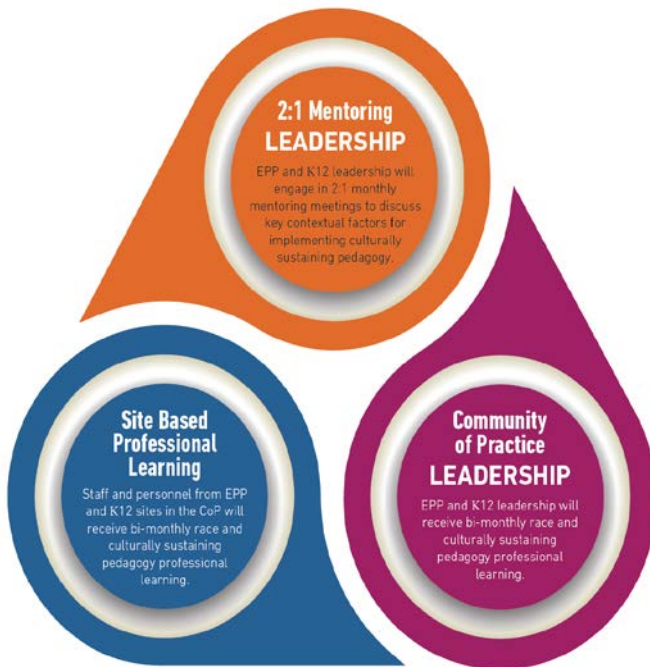 2:1 Mentoring
LEADERSHIP
EPP and K12 leadership will
engage in 2:1 monthly
mentoring meetings to discuss
key contextual factors for
implementing culturally
sustaining pedagogy.
Site Based
Professional
Learning
Staff and personnel from EPP
and K12 sites in the CoP will
receive bi-monthly race and
culturally sustaining
pedagogy professional
learning.
Community
of Practice
LEADERSHIP
EPP and K12 leadership will
receive bi-monthly race and
culturally sustaining
pedagogy professional
learning.